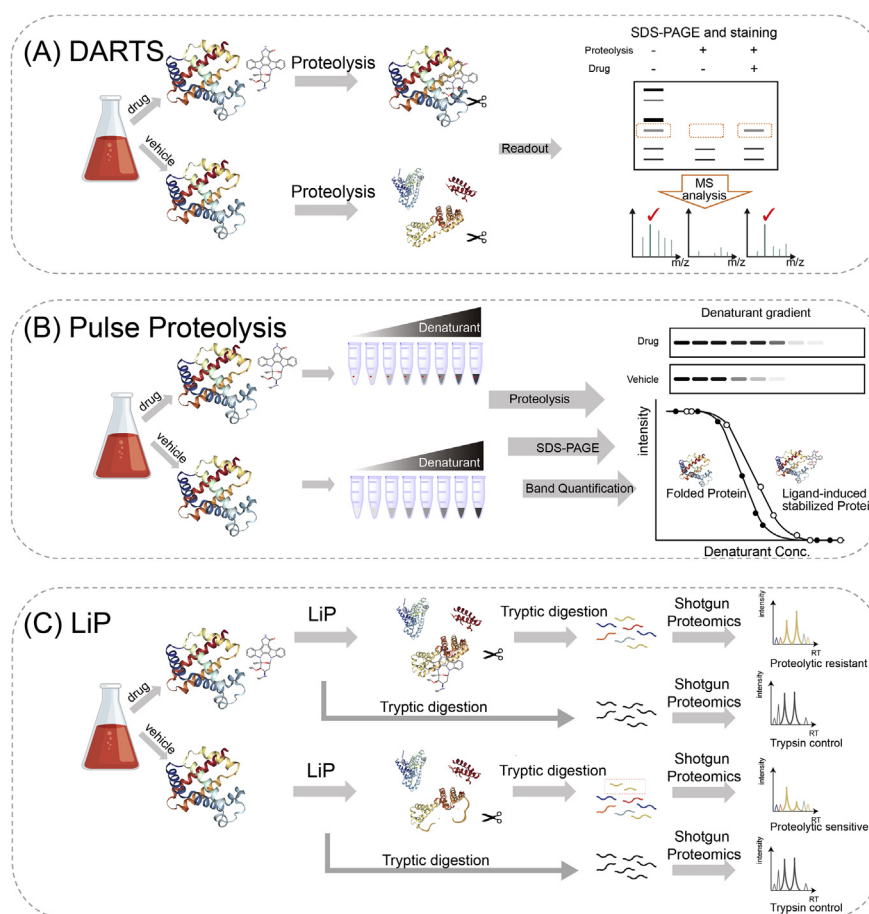 (A) DARTS
drug
vehicle
Proteolysis
Proteolysis
Readout
SDS-PAGE and staining
Proteolysis - + +
Drug - - +
MS
analysis
m/z m/z m/z
(B) Pulse Proteolysis
drug
vehicle
Denaturant
Denaturant
Proteolysis
SDS-PAGE
Band Quantification
Denaturant gradient
Drug
Vehicle
intensity
Folded Protein
Ligand-induced
stabilized Protein
Denaturant Conc.
(C) LiP
drug
vehicle
LiP
Tryptic digestion
Shotgun
Proteomics
intensity
RT
Proteolytic resistant
Tryptic digestion
Shotgun
Proteomics
intensity
RT
Trypsin control
LiP
Tryptic digestion
Shotgun
Proteomics
intensity
RT
Proteolytic sensitive
Tryptic digestion
Shotgun
Proteomics
intensity
RT
Trypsin control